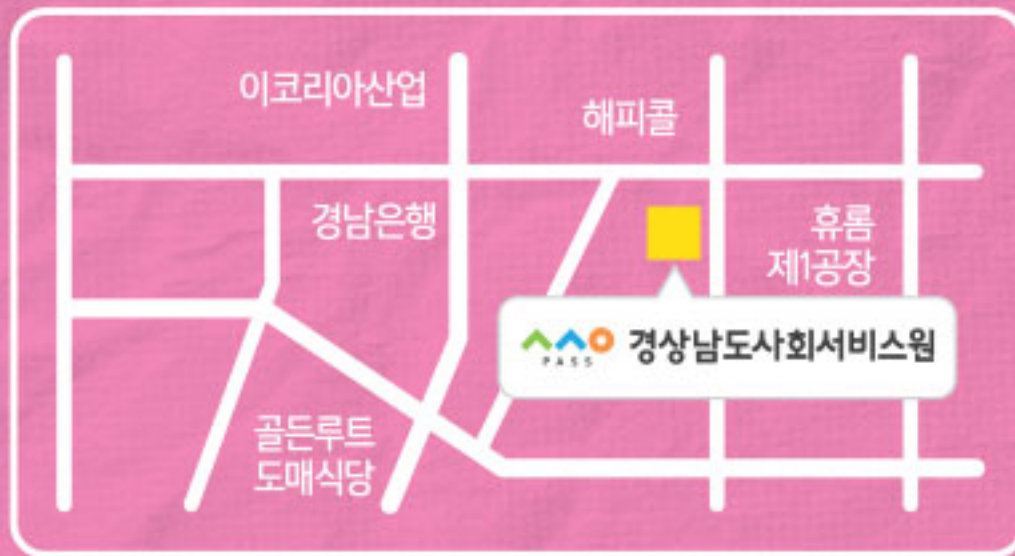 이코리아산업
해피콜
경남은행
휴롬
제1공장
PASS 경상남도사회서비스원
골든루트
도매식당